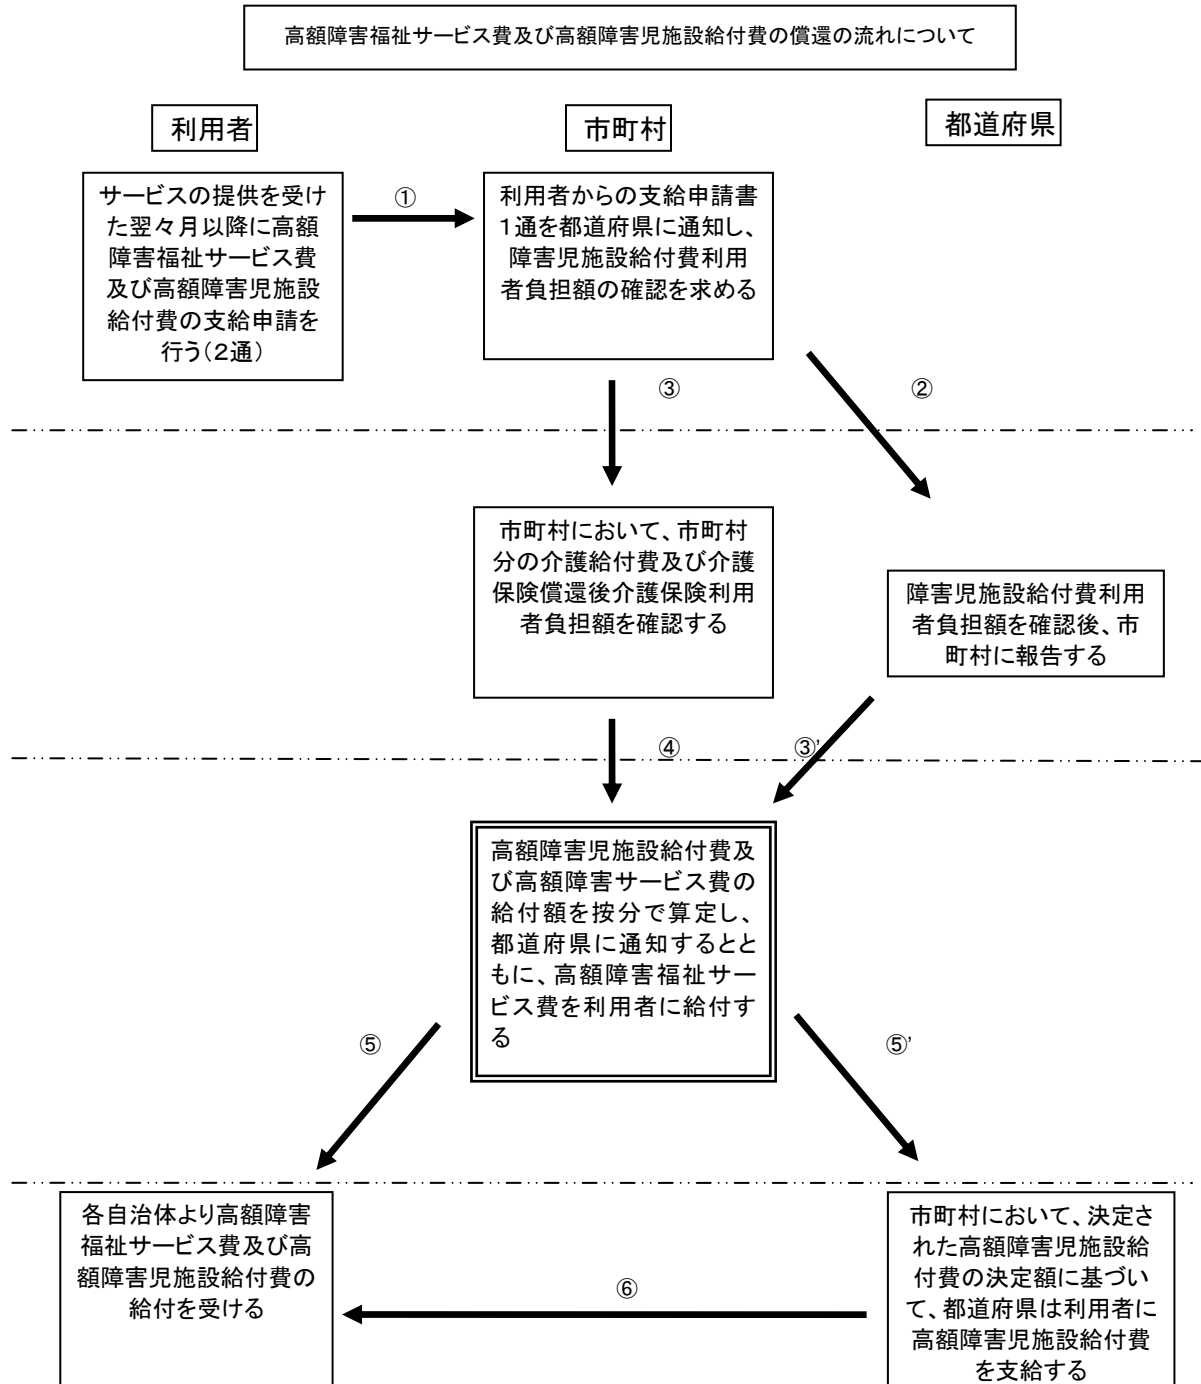 高額障害福祉サービス費及び高額障害児施設給付費の償還の流れについて
利用者
市町村
都道府県
サービスの提供を受け
た翌々月以降に高額
障害福祉サービス費
及び高額障害児施設
給付費の支給申請を
行う（２通）
①
利用者からの支給申請書
１通を都道府県に通知し、
障害児施設給付費利用
者負担額の確認を求める
③
②
市町村において、市町村
分の介護給付費及び介護
保険償還後介護保険利用
者負担額を確認する
障害児施設給付費利用
者負担額を確認後、市
町村に報告する
④
③’
高額障害児施設給付費及
び高額障害サービス費の
給付額を按分で算定し、
都道府県に通知するとと
もに、高額障害福祉サー
ビス費を利用者に給付す
る
⑤
⑤’
各自治体より高額障害
福祉サービス費及び高
額障害児施設給付費の
給付を受ける
⑥
市町村において、決定さ
れた高額障害児施設給
付費の決定額に基づい
て、都道府県は利用者に
高額障害児施設給付費
を支給する